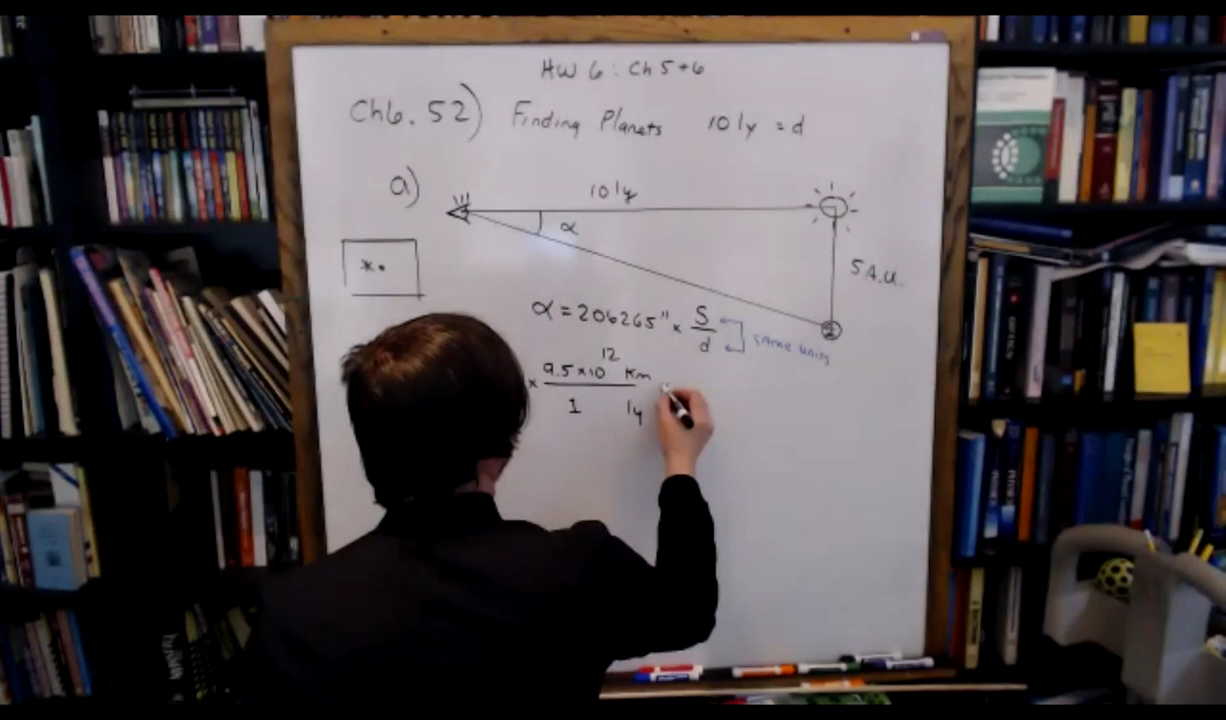 HW 6: Ch 5+6
Ch6. 52) Finding Planets 10 ly = d
a)
10 ly
α
5 A.U.
*•
α = 206265" x S/d same units
x 9.5 x 10^12 Km
1 ly